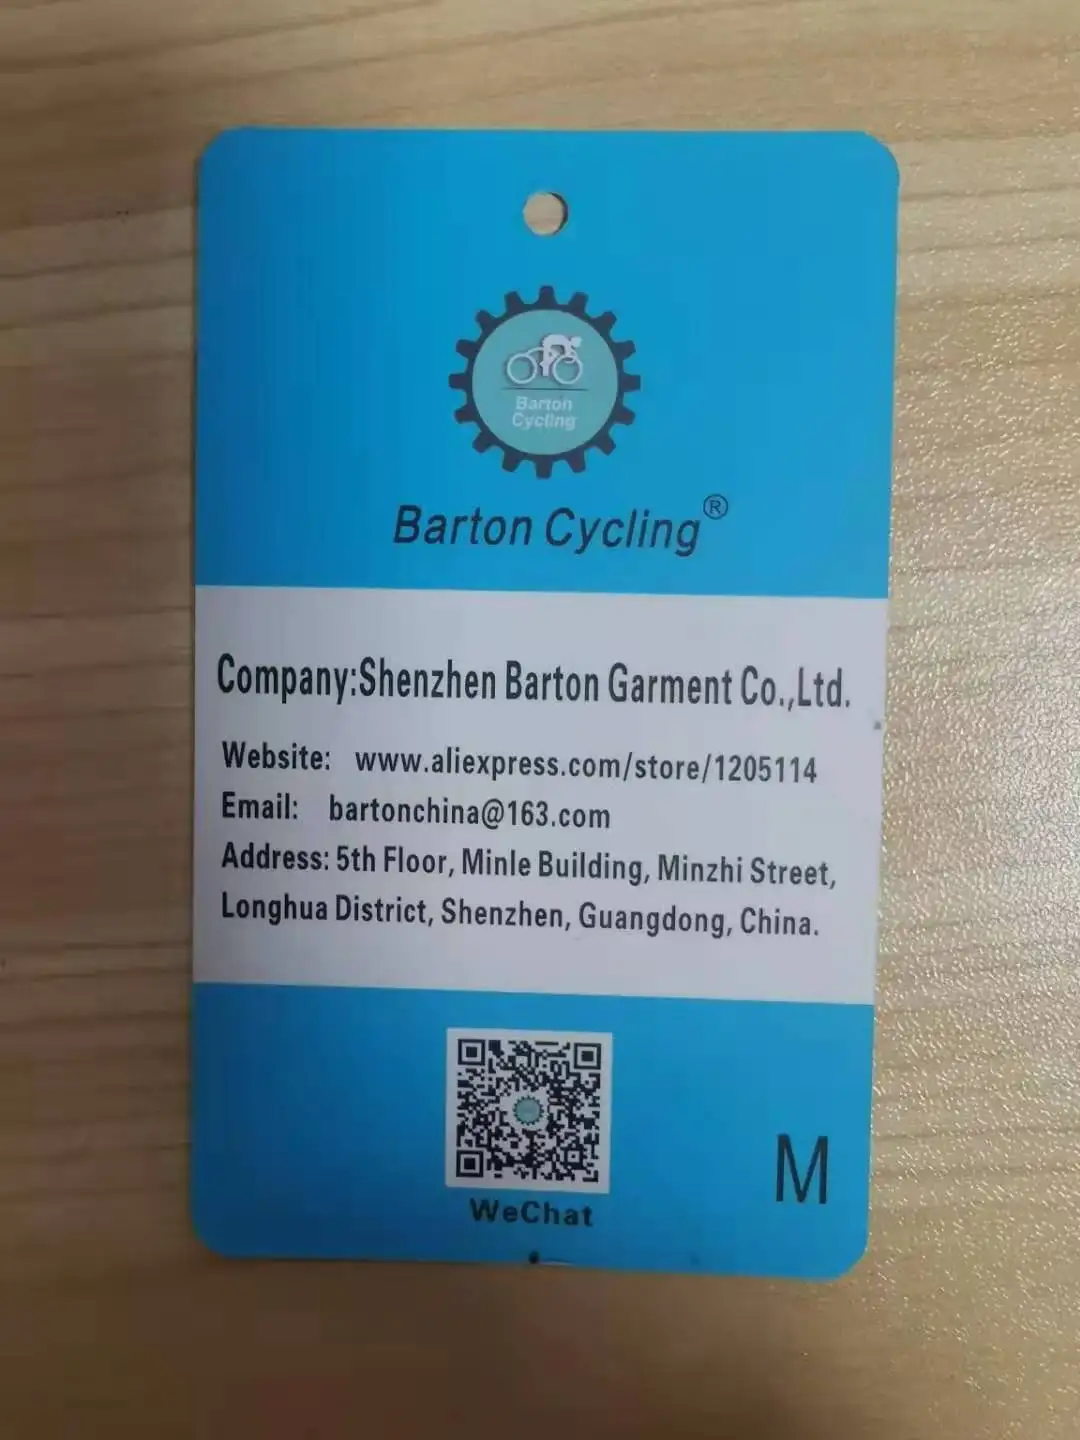 Barton
Cycling
Barton Cycling®
Company:Shenzhen Barton Garment Co.,Ltd.
Website: www.aliexpress.com/store/1205114
Email: bartonchina@163.com
Address: 5th Floor, Minle Building, Minzhi Street,
Longhua District, Shenzhen, Guangdong, China.
WeChat
M